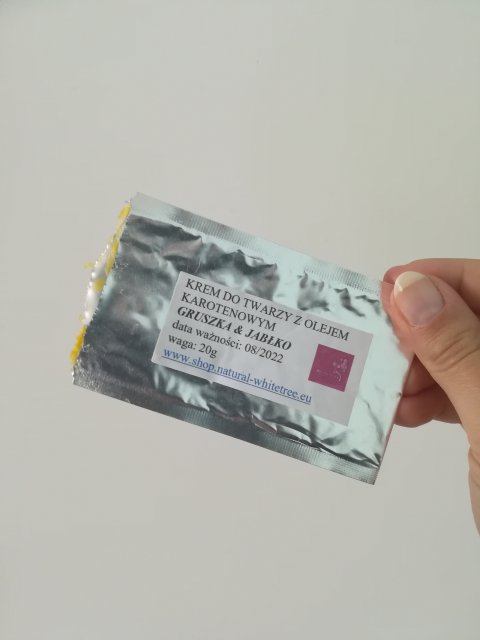 KREM DO TWARZY Z OLEJEM
KAROTENOWYM
GRUSZKA & JABŁKO
data ważności: 08/2022
waga: 20g
www.shop.natural-whitetree.eu